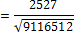 = 2527 / √9116512